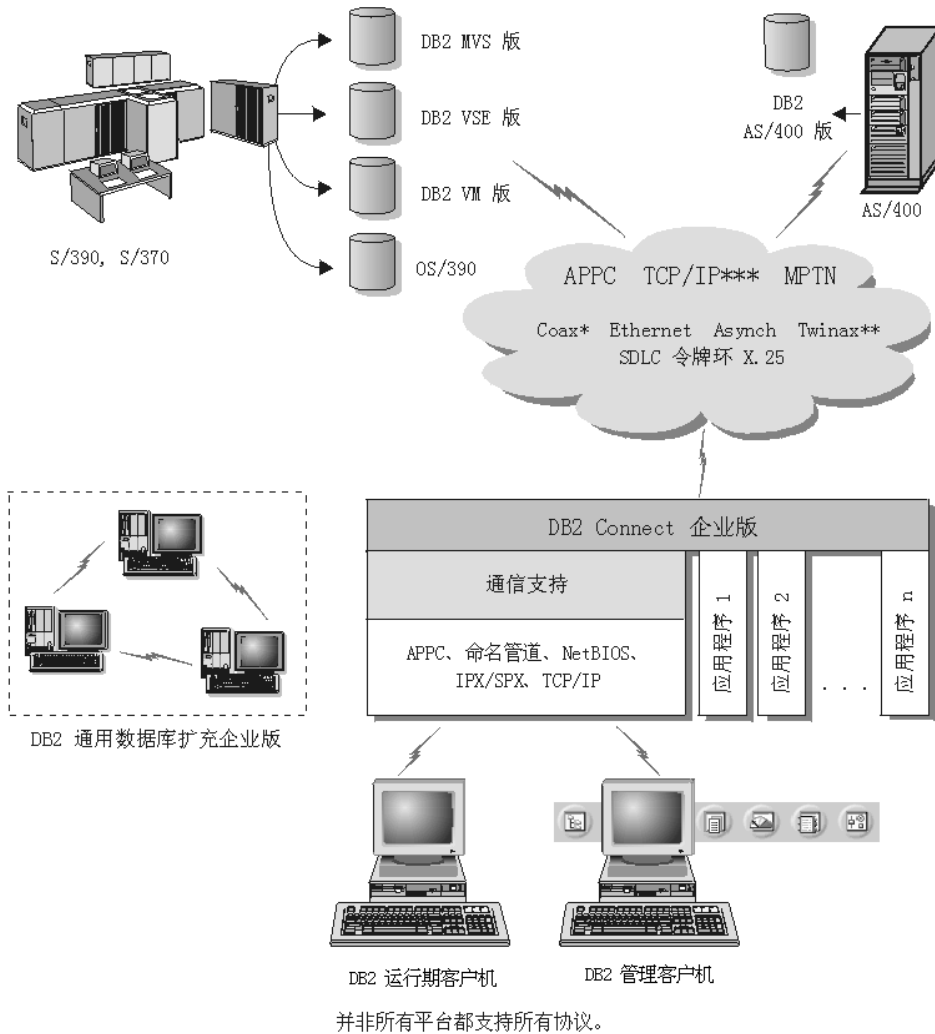 DB2 MVS 版
DB2 VSE 版
DB2 VM 版
OS/390
S/390, S/370
DB2
AS/400 版
AS/400
APPC TCP/IP*** MPTN
Coax* Ethernet Asynch Twinax**
SDLC 令牌环 X.25
DB2 Connect 企业版
通信支持
APPC、命名管道、NetBIOS、
IPX/SPX、TCP/IP
应用程序 1
应用程序 2
. . .
应用程序 n
DB2 通用数据库扩充企业版
DB2 运行期客户机
DB2 管理客户机
并非所有平台都支持所有协议。